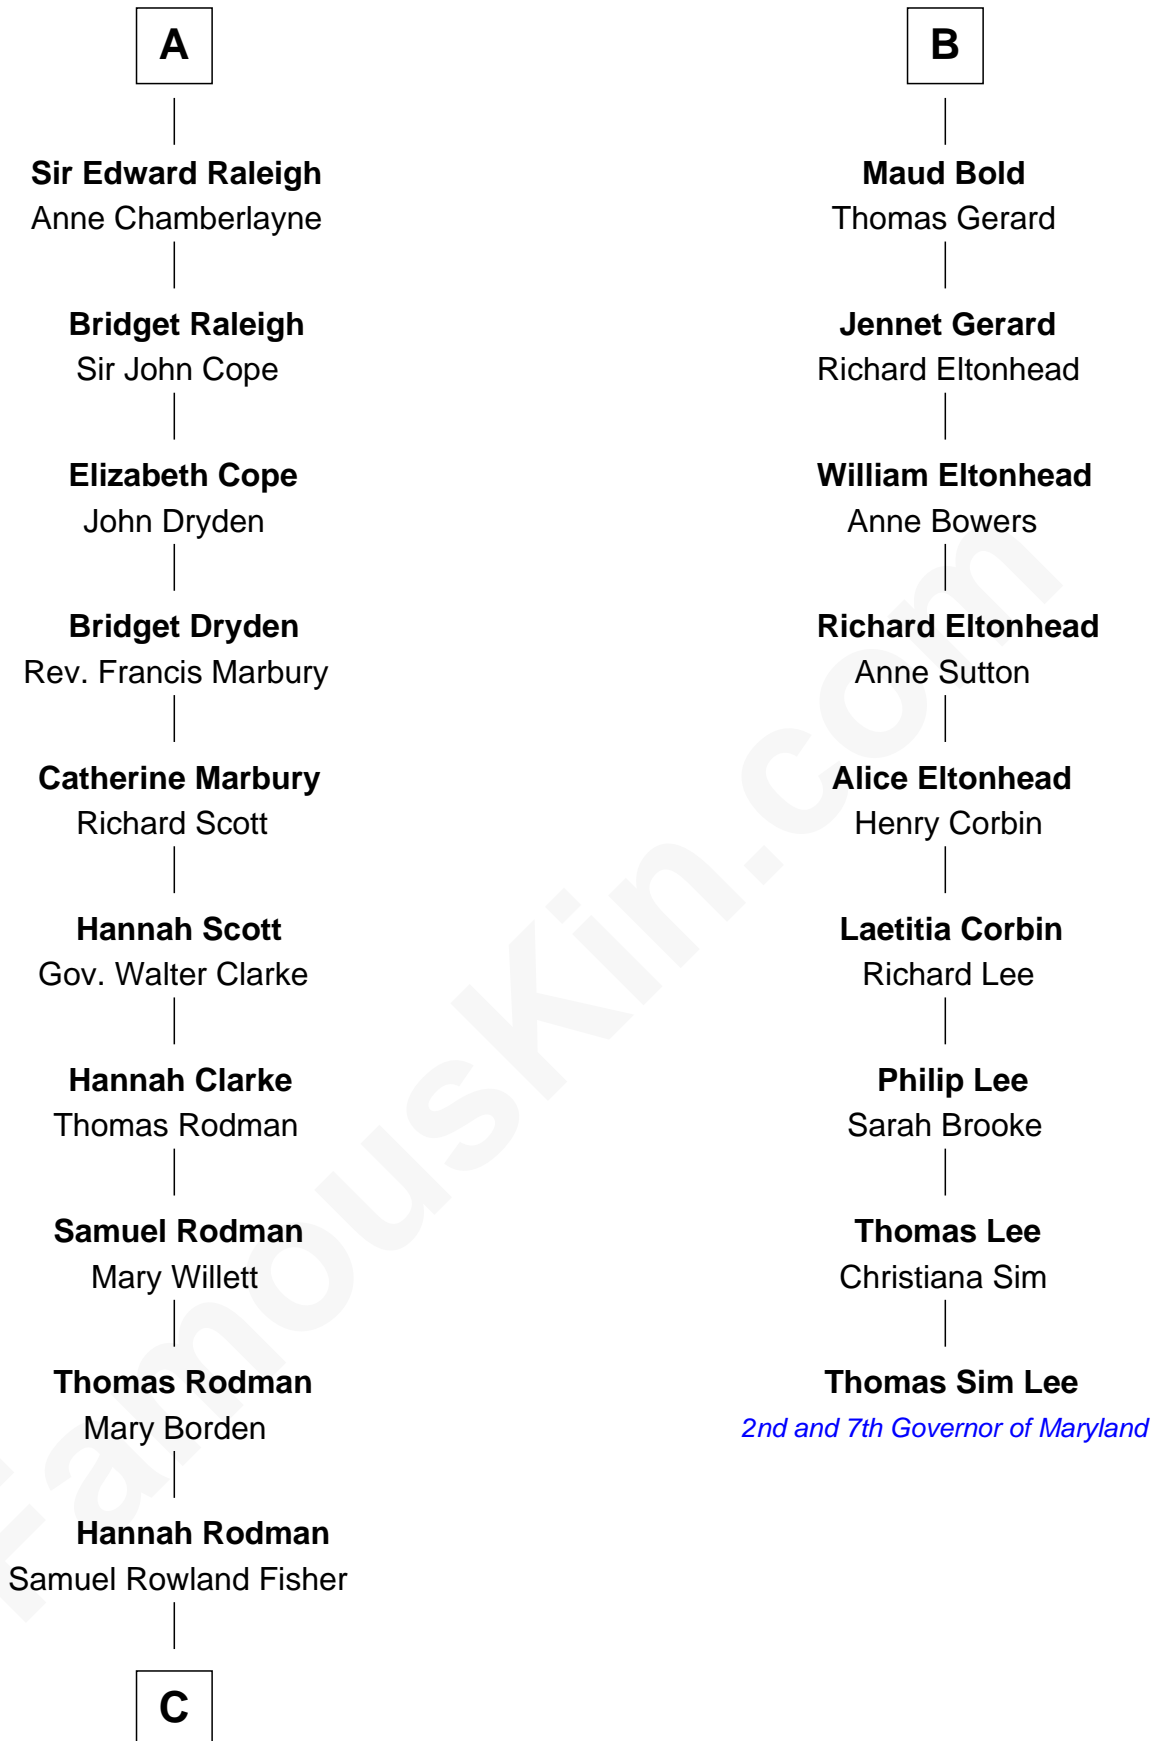 A
Sir Edward Raleigh
Anne Chamberlayne
Bridget Raleigh
Sir John Cope
Elizabeth Cope
John Dryden
Bridget Dryden
Rev. Francis Marbury
Catherine Marbury
Richard Scott
Hannah Scott
Gov. Walter Clarke
Hannah Clarke
Thomas Rodman
Samuel Rodman
Mary Willett
Thomas Rodman
Mary Borden
Hannah Rodman
Samuel Rowland Fisher
C
B
Maud Bold
Thomas Gerard
Jennet Gerard
Richard Eltonhead
William Eltonhead
Anne Bowers
Richard Eltonhead
Anne Sutton
Alice Eltonhead
Henry Corbin
Laetitia Corbin
Richard Lee
Philip Lee
Sarah Brooke
Thomas Lee
Christiana Sim
Thomas Sim Lee
2nd and 7th Governor of Maryland
FamousKin.com